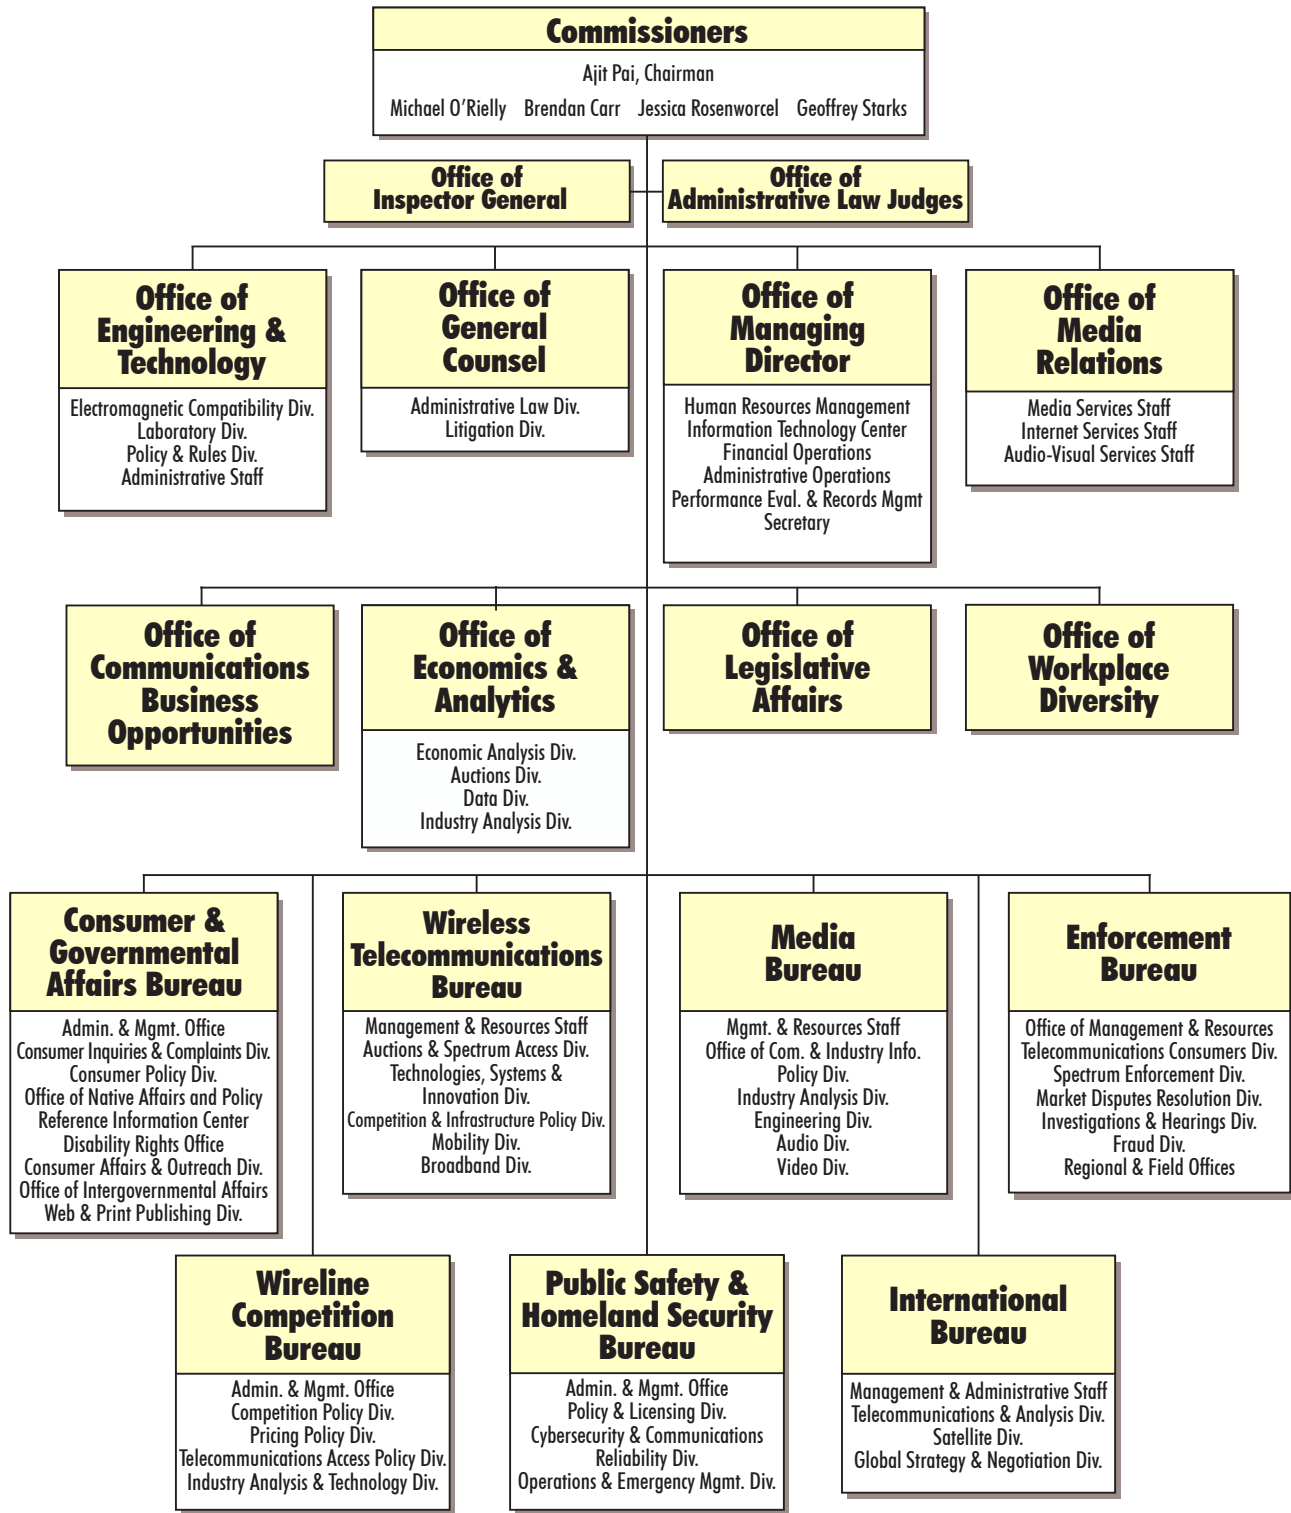 Commissioners
Ajit Pai, Chairman
Michael O’Rielly Brendan Carr Jessica Rosenworcel Geoffrey Starks
Office of
Inspector General
Office of
Administrative Law Judges
Office of
Engineering &
Technology
Electromagnetic Compatibility Div.
Laboratory Div.
Policy & Rules Div.
Administrative Staff
Office of
General
Counsel
Administrative Law Div.
Litigation Div.
Office of
Managing
Director
Human Resources Management
Information Technology Center
Financial Operations
Administrative Operations
Performance Eval. & Records Mgmt
Secretary
Office of
Media
Relations
Media Services Staff
Internet Services Staff
Audio-Visual Services Staff
Office of
Communications
Business
Opportunities
Office of
Economics &
Analytics
Economic Analysis Div.
Auctions Div.
Data Div.
Industry Analysis Div.
Office of
Legislative
Affairs
Office of
Workplace
Diversity
Consumer &
Governmental
Affairs Bureau
Admin. & Mgmt. Office
Consumer Inquiries & Complaints Div.
Consumer Policy Div.
Office of Native Affairs and Policy
Reference Information Center
Disability Rights Office
Consumer Affairs & Outreach Div.
Office of Intergovernmental Affairs
Web & Print Publishing Div.
Wireless
Telecommunications
Bureau
Management & Resources Staff
Auctions & Spectrum Access Div.
Technologies, Systems &
Innovation Div.
Competition & Infrastructure Policy Div.
Mobility Div.
Broadband Div.
Media
Bureau
Mgmt. & Resources Staff
Office of Com. & Industry Info.
Policy Div.
Industry Analysis Div.
Engineering Div.
Audio Div.
Video Div.
Enforcement
Bureau
Office of Management & Resources
Telecommunications Consumers Div.
Spectrum Enforcement Div.
Market Disputes Resolution Div.
Investigations & Hearings Div.
Fraud Div.
Regional & Field Offices
Wireline
Competition
Bureau
Admin. & Mgmt. Office
Competition Policy Div.
Pricing Policy Div.
Telecommunications Access Policy Div.
Industry Analysis & Technology Div.
Public Safety &
Homeland Security
Bureau
Admin. & Mgmt. Office
Policy & Licensing Div.
Cybersecurity & Communications
Reliability Div.
Operations & Emergency Mgmt. Div.
International
Bureau
Management & Administrative Staff
Telecommunications & Analysis Div.
Satellite Div.
Global Strategy & Negotiation Div.